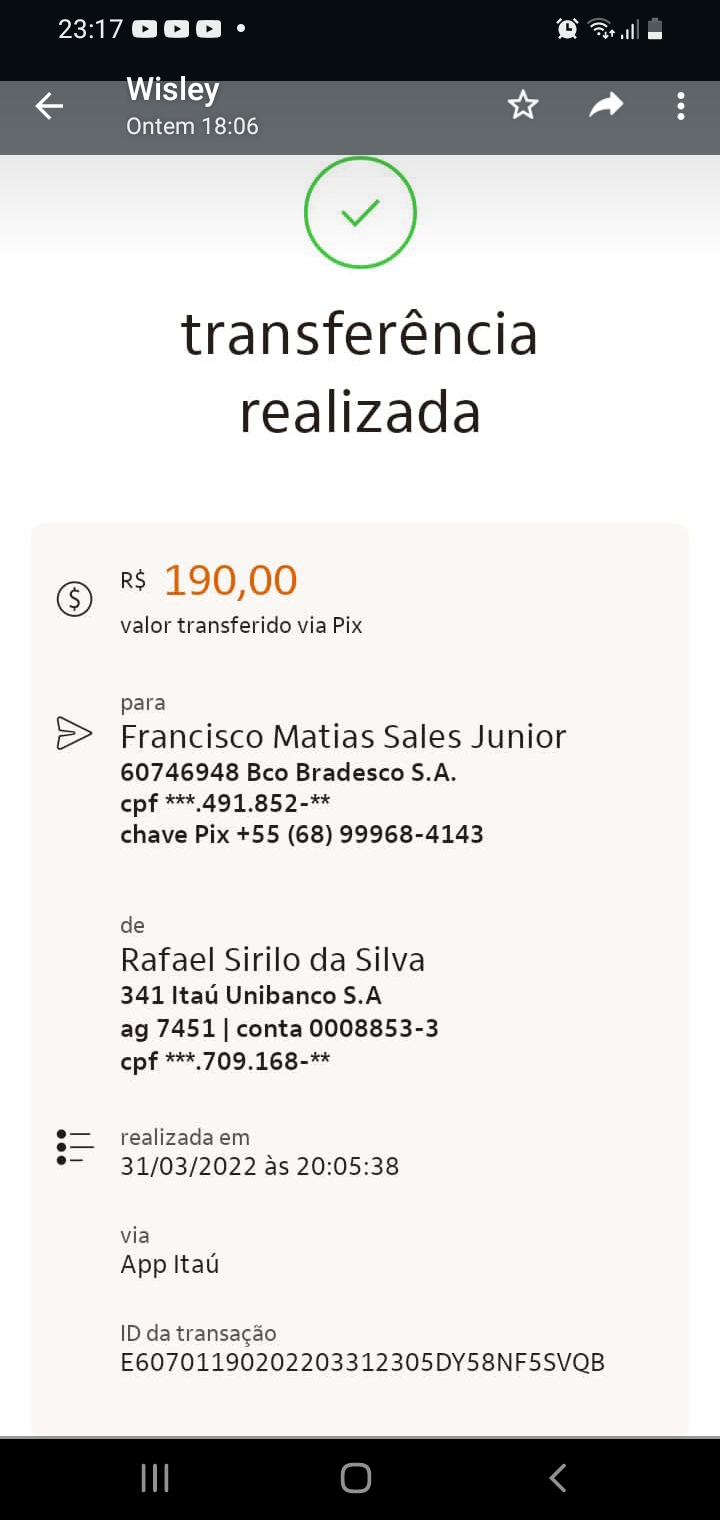 23:17
Wisley
Ontem 18:06
transferência
realizada
R$ 190,00
valor transferido via Pix
para
Francisco Matias Sales Junior
60746948 Bco Bradesco S.A.
cpf ***.491.852-**
chave Pix +55 (68) 99968-4143
de
Rafael Sirilo da Silva
341 Itaú Unibanco S.A
ag 7451 | conta 0008853-3
cpf ***.709.168-**
realizada em
31/03/2022 às 20:05:38
via
App Itaú
ID da transação
E60701190202203312305DY58NF5SVQB